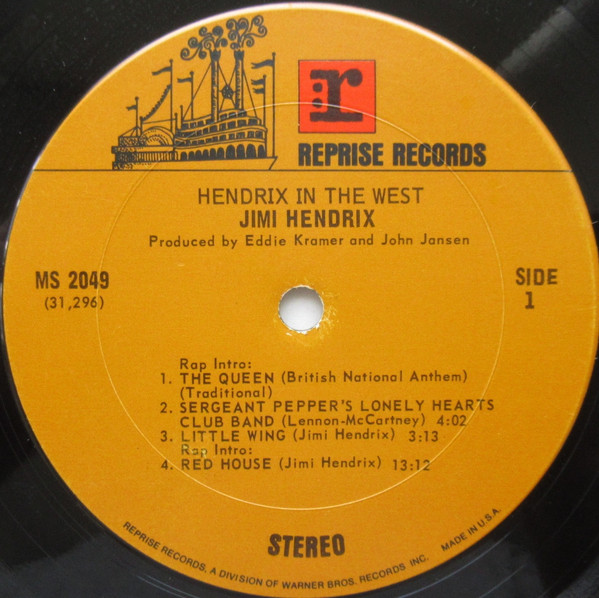 r:
REPRISE RECORDS
HENDRIX IN THE WEST
JIMI HENDRIX
Produced by Eddie Kramer and John Jansen
MS 2049
(31,296)
SIDE
1
Rap Intro:
1. THE QUEEN (British National Anthem)
(Traditional)
2. SERGEANT PEPPER'S LONELY HEARTS
CLUB BAND (Lennon-McCartney) 4:02
3. LITTLE WING (Jimi Hendrix) 3:13
Rap Intro:
4. RED HOUSE (Jimi Hendrix) 13:12
STEREO
REPRISE RECORDS, A DIVISION OF WARNER BROS. RECORDS INC. MADE IN U.S.A.